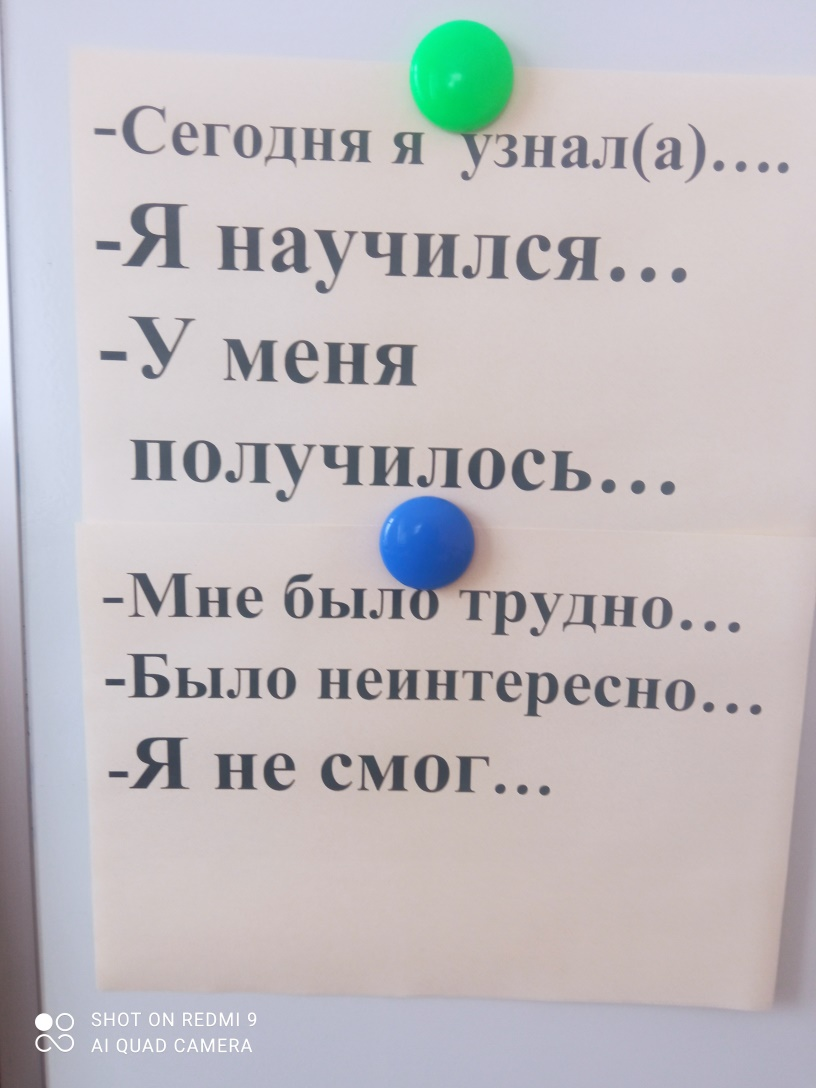 -Сегодня я узнал(а)....
-Я научился...
-У меня
получилось...
-Мне было трудно...
-Было неинтересно...
-Я не смог...
SHOT ON REDMI 9
AI QUAD CAMERA